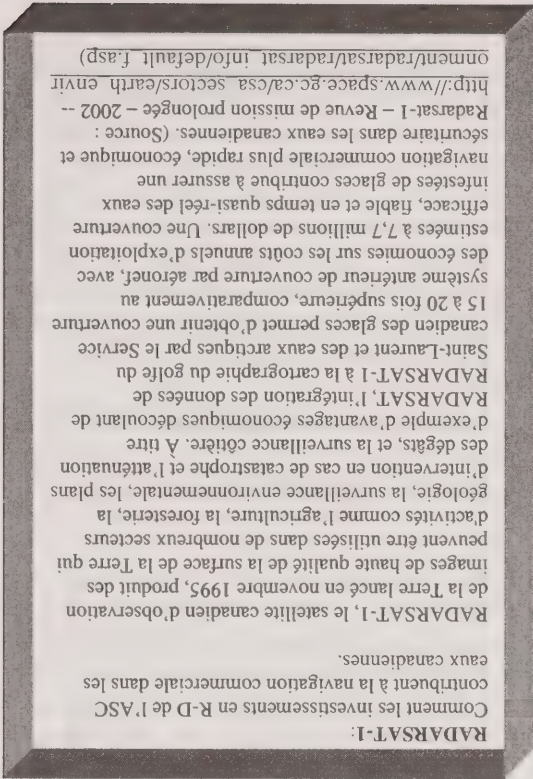 RADARSAT-1:
Comment les investissements en R-D de l'ASC
contribuent à la navigation commerciale dans les
eaux canadiennes.
RADARSAT-1, le satellite canadien d'observation
de la Terre lancé en novembre 1995, produit des
images de haute qualité de la surface de la Terre qui
peuvent être utilisées dans de nombreux secteurs
d'activités comme l'agriculture, la foresterie, la
géologie, la surveillance environnementale, les plans
d'intervention en cas de catastrophe et l'atténuation
des dégâts, et la surveillance côtière. À titre
d'exemple d'avantages économiques découlant de
RADARSAT, l'intégration des données de
RADARSAT-1 à la cartographie du golfe du
Saint-Laurent et des eaux arctiques par le Service
canadien des glaces permet d'obtenir une couverture
15 à 20 fois supérieure, comparativement au
système antérieur de couverture par aéronef, avec
des économies sur les coûts annuels d'exploitation
estimées à 7,7 millions de dollars. Une couverture
efficace, fiable et en temps quasi-réel des eaux
infestées de glaces contribue à assurer une
navigation commerciale plus rapide, économique et
sécuritaire dans les eaux canadiennes. (Source :
Radarsat-1 – Revue de mission prolongée – 2002 --
http://www.space.gc.ca/csa_sectors/earth_envir
onment/radarsat/radarsat_info/default_f.asp)